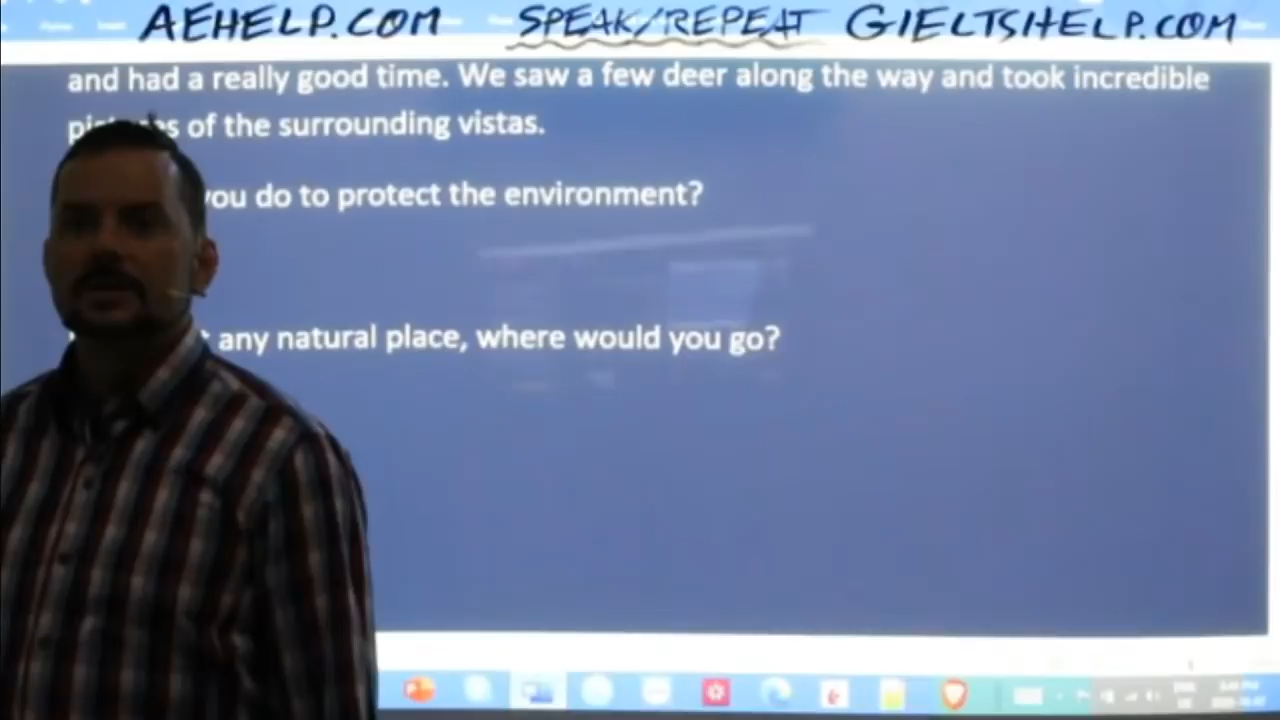 AEHELP.COM SPEAK/REPEAT GIELTSHELP.COM
and had a really good time. We saw a few deer along the way and took incredible
of the surrounding vistas.
you do to protect the environment?
any natural place, where would you go?